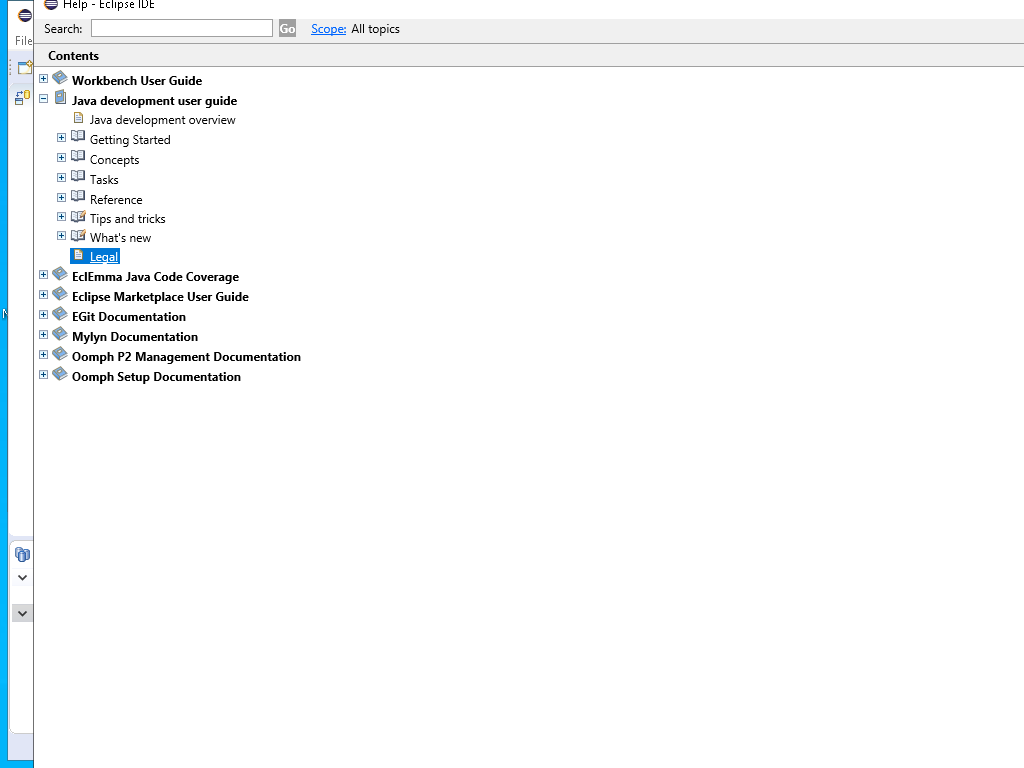 Help - Eclipse IDE
Search: Go Scope: All topics
File
Contents
Workbench User Guide
Java development user guide
Java development overview
Getting Started
Concepts
Tasks
Reference
Tips and tricks
What's new
Legal
EclEmma Java Code Coverage
Eclipse Marketplace User Guide
EGit Documentation
Mylyn Documentation
Oomph P2 Management Documentation
Oomph Setup Documentation